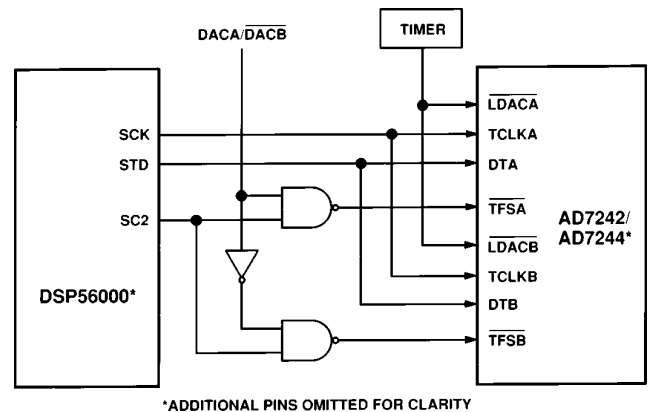 DACA/DACB
TIMER
LDACA
SCK
TCLKA
STD
DTA
SC2
TFSA
AD7242/
AD7244*
LDACB
TCLKB
DSP56000*
DTB
TFSB
*ADDITIONAL PINS OMITTED FOR CLARITY